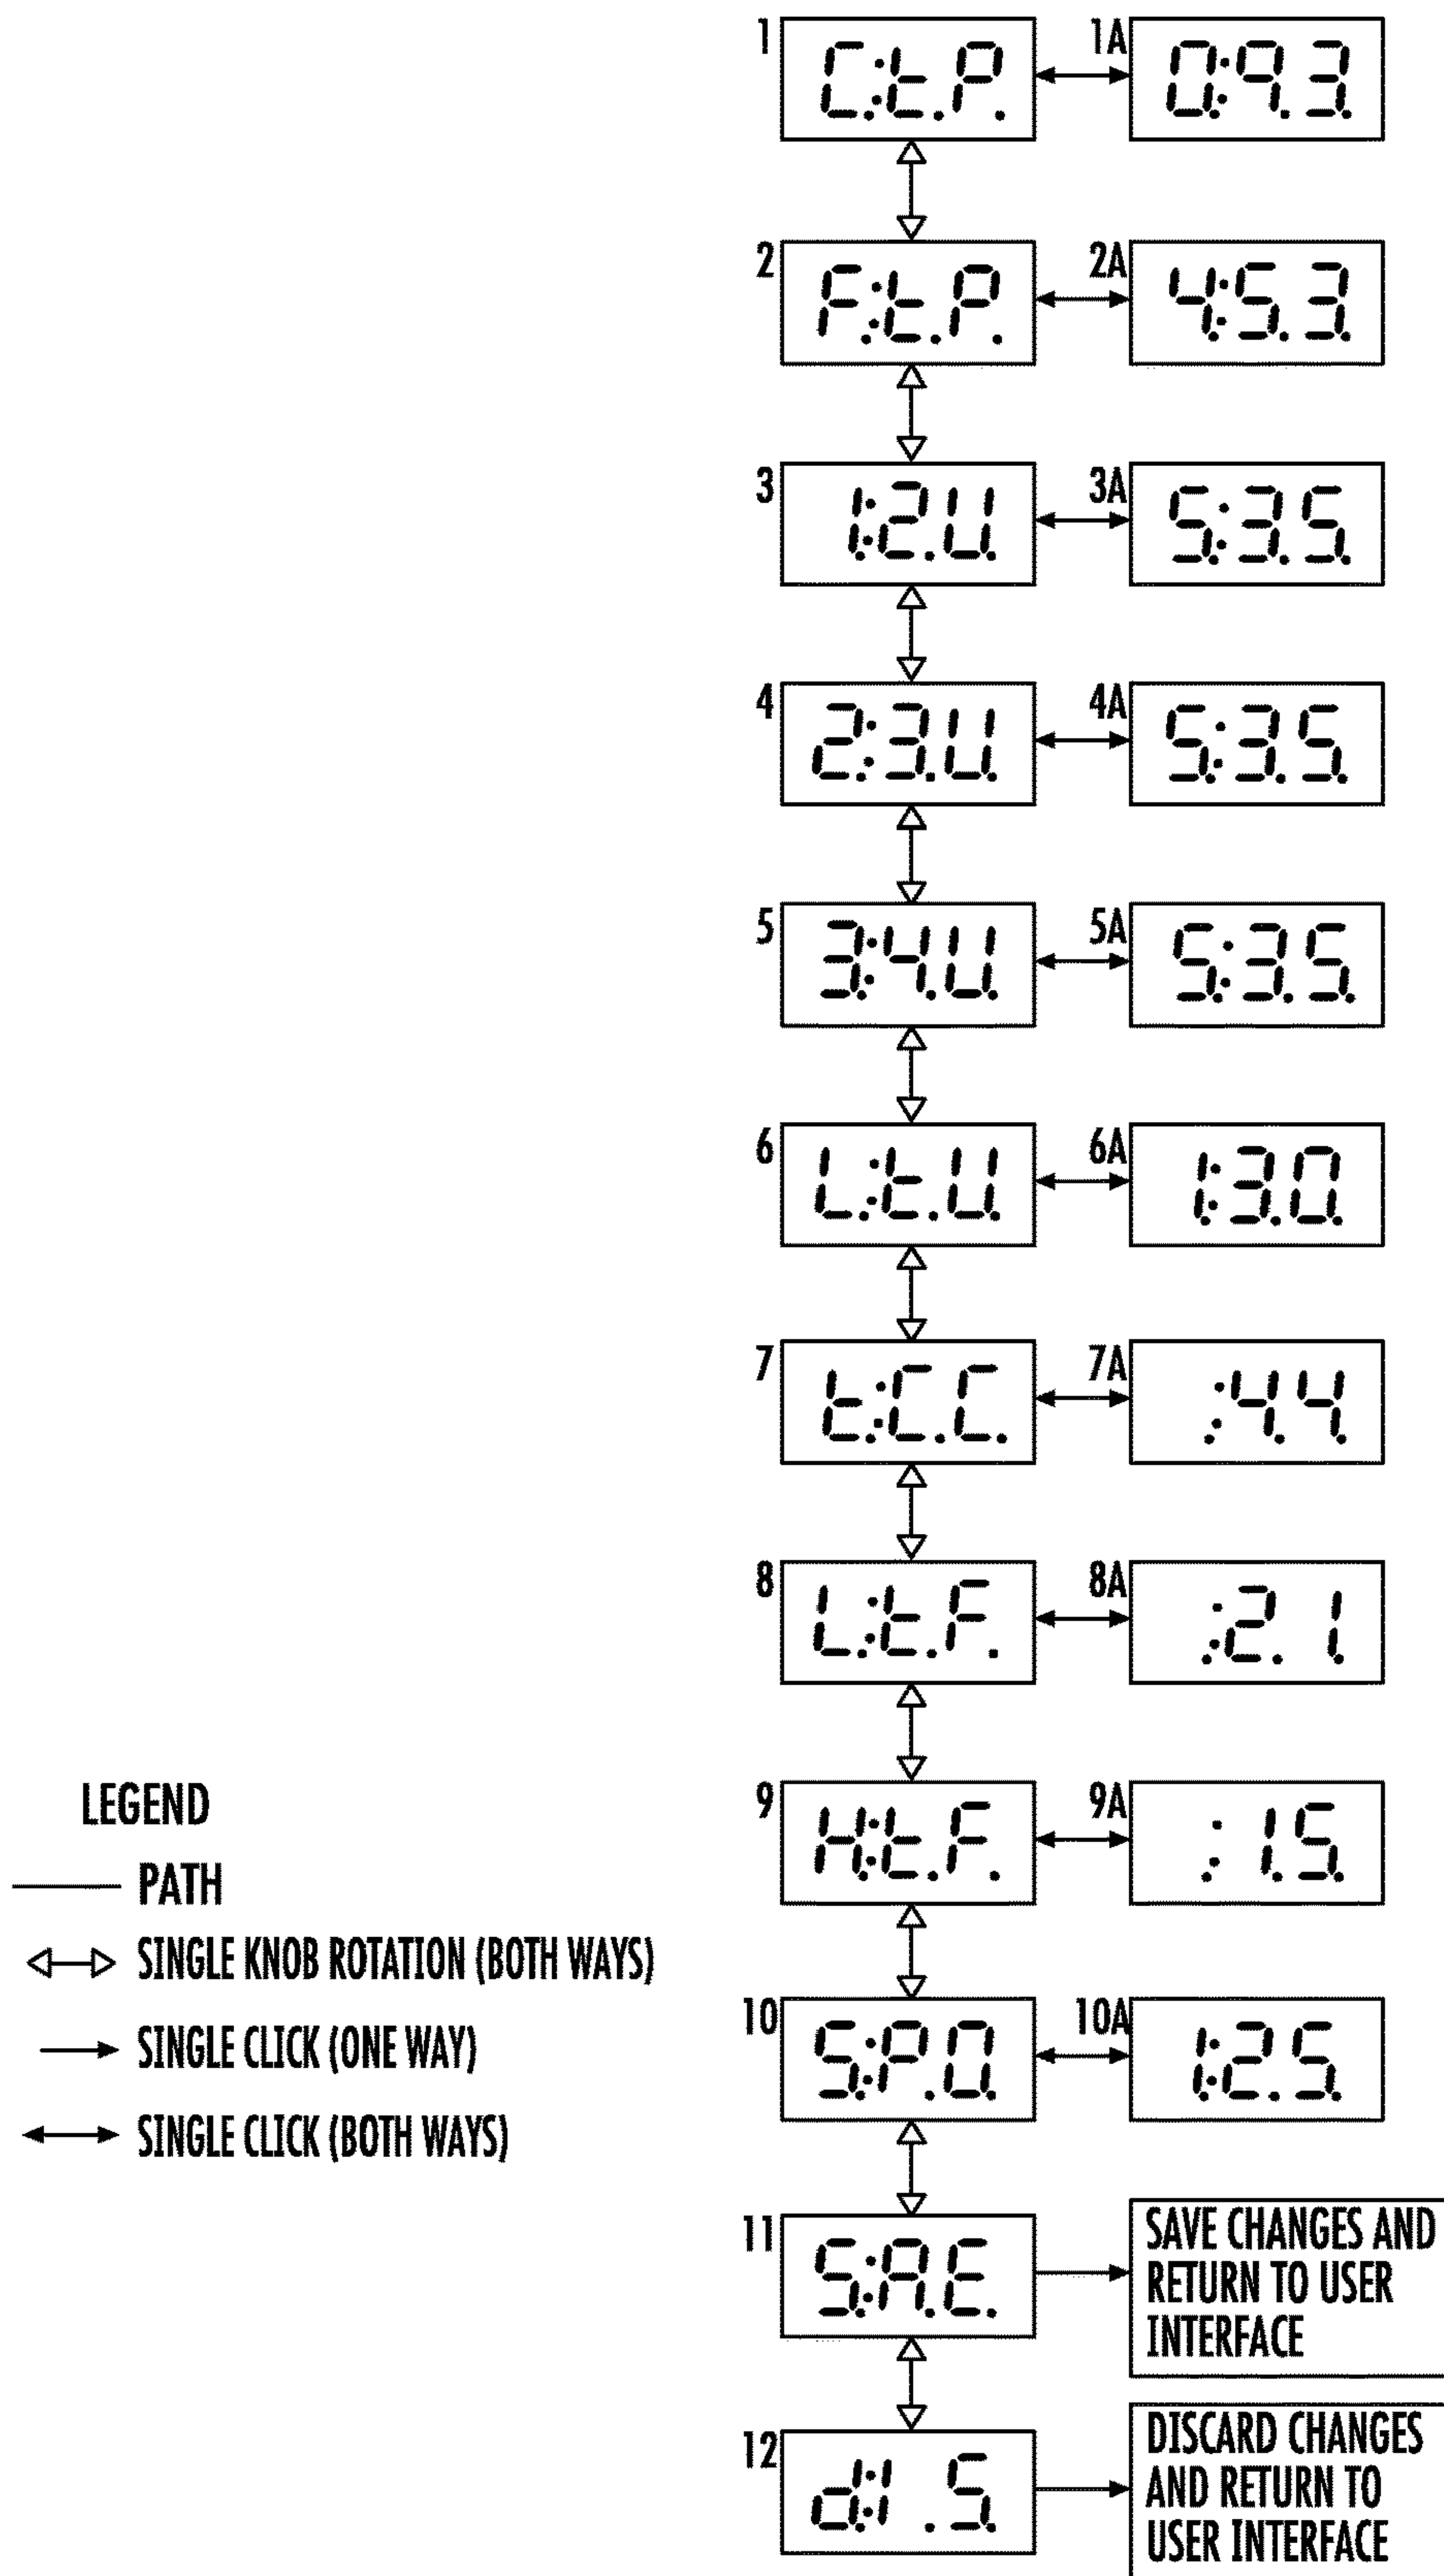 1 C:t.P. 1A 0:9.3.
2 F:t.P. 2A 4:5.3.
3 1:2.U. 3A 5:3.5.
4 2:3.U. 4A 5:3.5.
5 3:4.U. 5A 5:3.5.
6 L:t.U. 6A 1:3.0.
7 t:C.C. 7A :4.4.
8 L:t.F. 8A :2.1.
9 H:t.F. 9A :1.5.
10 S:P.O. 10A 1:2.5.
11 S:A.E. SAVE CHANGES AND
RETURN TO USER
INTERFACE
12 d:I.S. DISCARD CHANGES
AND RETURN TO
USER INTERFACE
LEGEND
PATH
SINGLE KNOB ROTATION (BOTH WAYS)
SINGLE CLICK (ONE WAY)
SINGLE CLICK (BOTH WAYS)